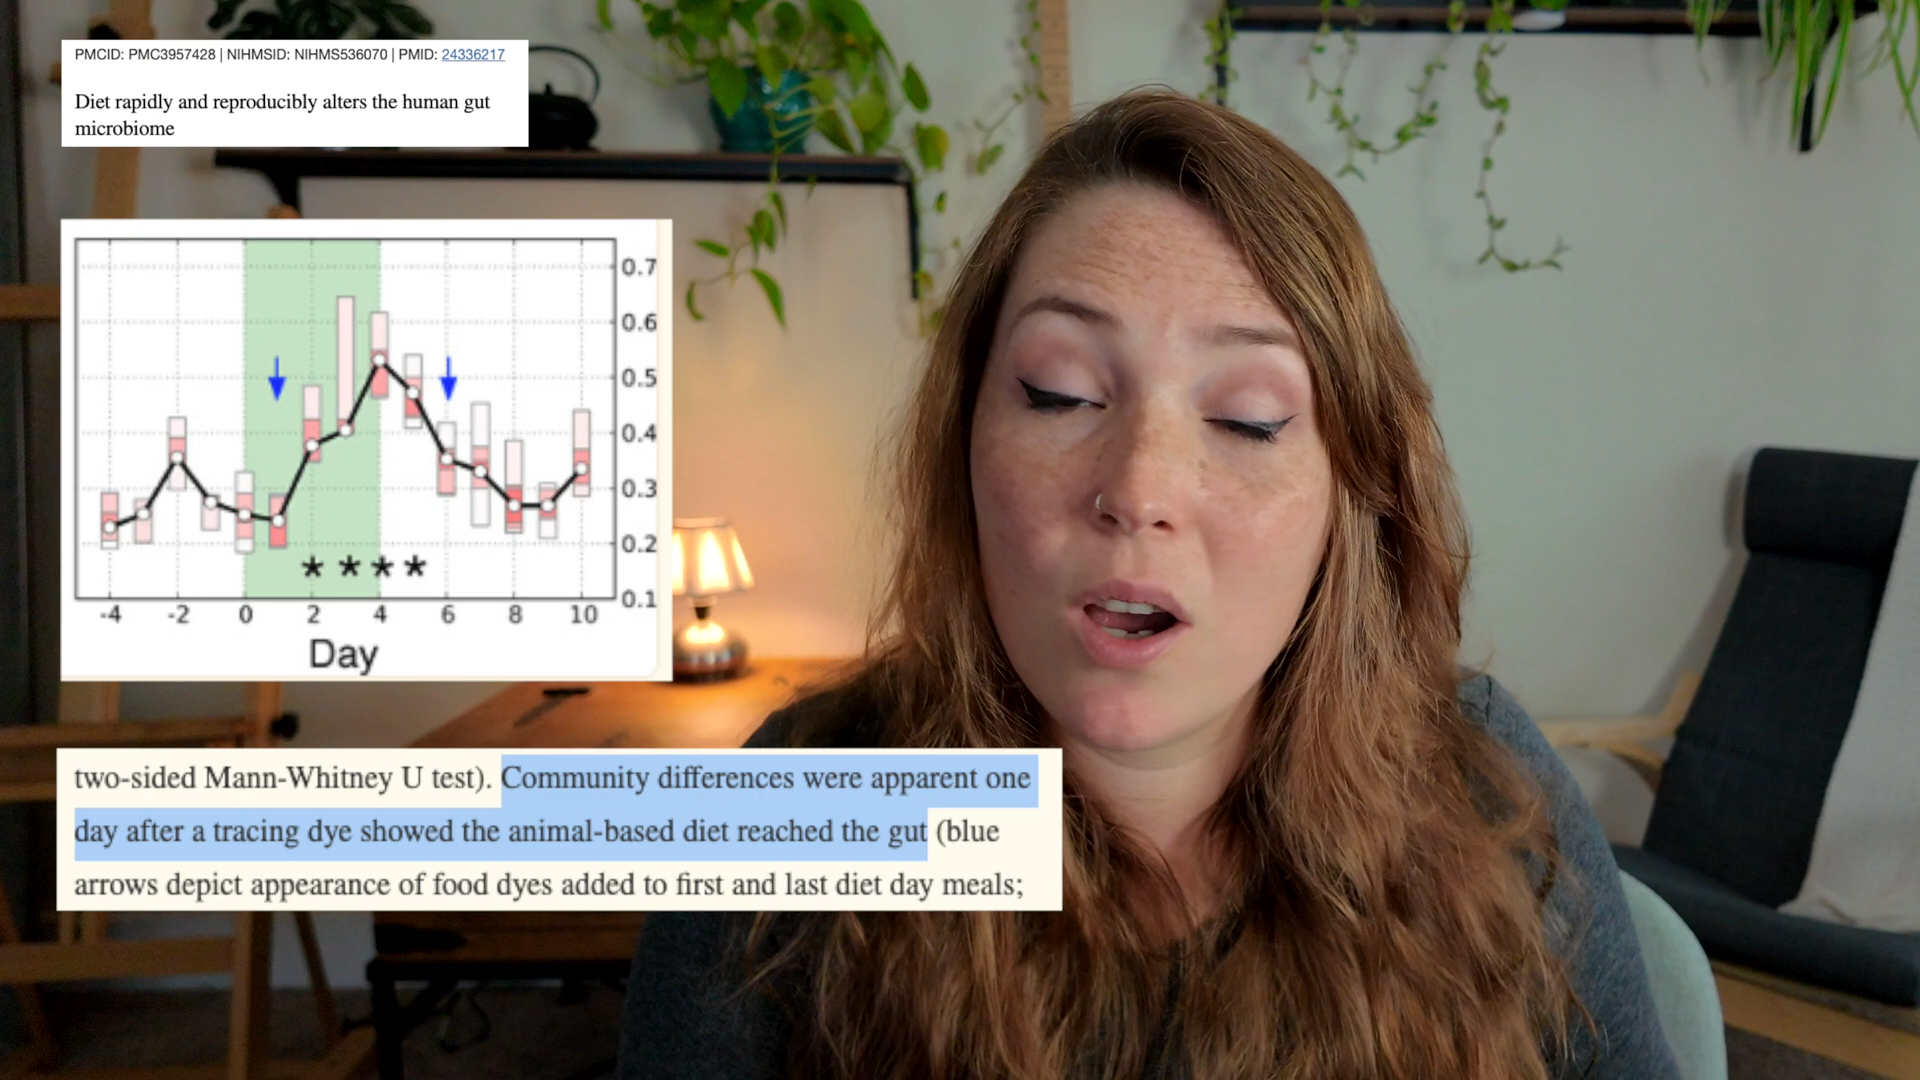 PMCID: PMC3957428 | NIHMSID: NIHMS536070 | PMID: 24336217
Diet rapidly and reproducibly alters the human gut
microbiome
0.7
0.6
0.5
0.4
0.3
0.2
0.1
* * * *
-4 -2 0 2 4 6 8 10
Day
two-sided Mann-Whitney U test). Community differences were apparent one
day after a tracing dye showed the animal-based diet reached the gut (blue
arrows depict appearance of food dyes added to first and last diet day meals;